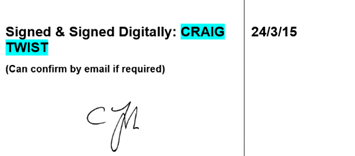 Signed & Signed Digitally: CRAIG TWIST
24/3/15
(Can confirm by email if required)